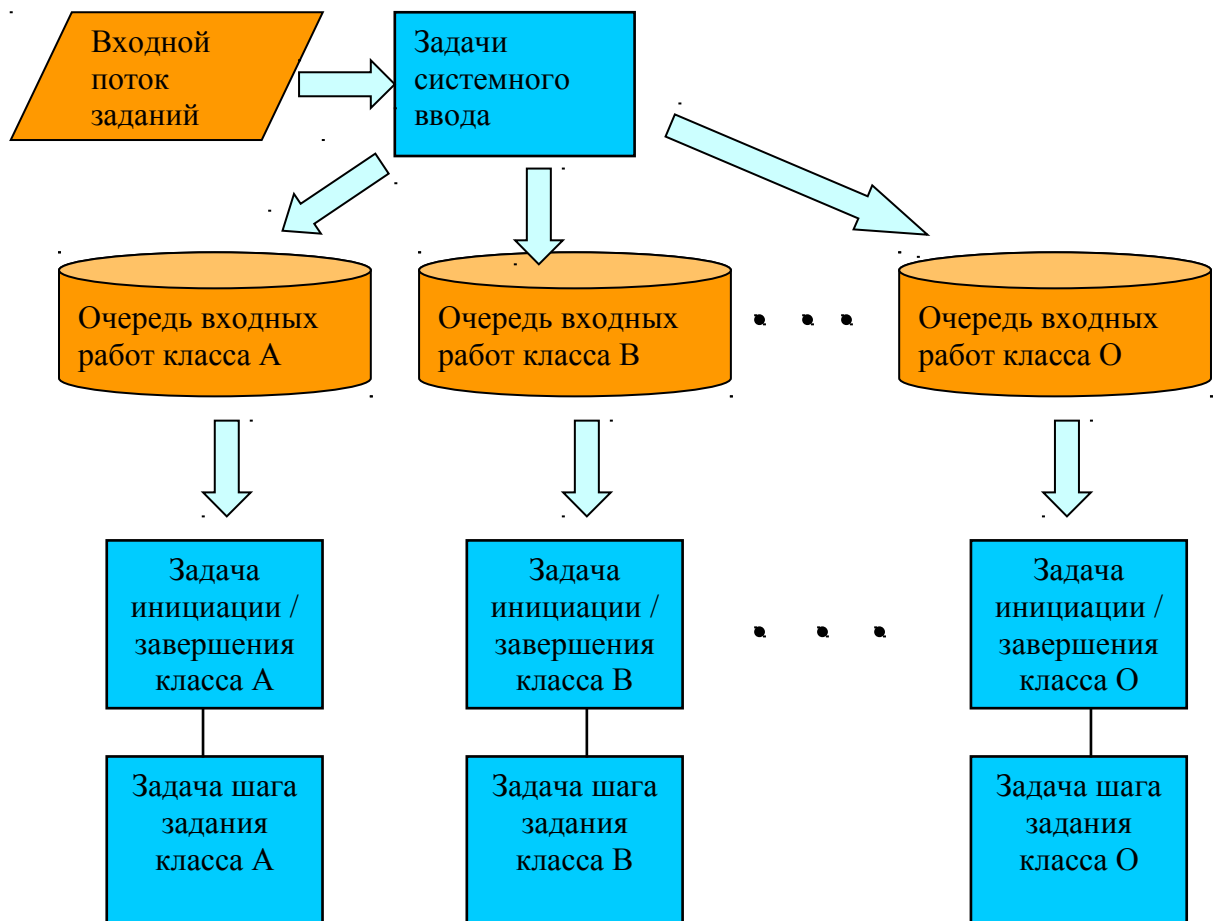 Входной
поток
заданий
Задачи
системного
ввода
Очередь входных
работ класса A
Очередь входных
работ класса B
Очередь входных
работ класса O
Задача
инициации /
завершения
класса A
Задача
инициации /
завершения
класса B
Задача
инициации /
завершения
класса O
Задача шага
задания
класса A
Задача шага
задания
класса B
Задача шага
задания
класса O